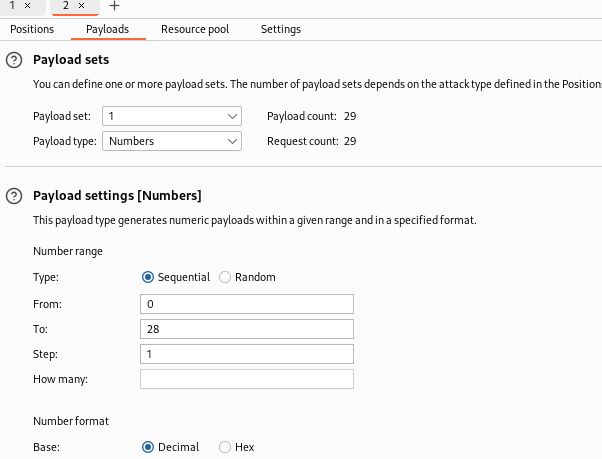 1 × 2 × +
Positions Payloads Resource pool Settings
Payload sets
You can define one or more payload sets. The number of payload sets depends on the attack type defined in the Position
Payload set: 1 Payload count: 29
Payload type: Numbers Request count: 29
Payload settings [Numbers]
This payload type generates numeric payloads within a given range and in a specified format.
Number range
Type: Sequential Random
From: 0
To: 28
Step: 1
How many:
Number format
Base: Decimal Hex